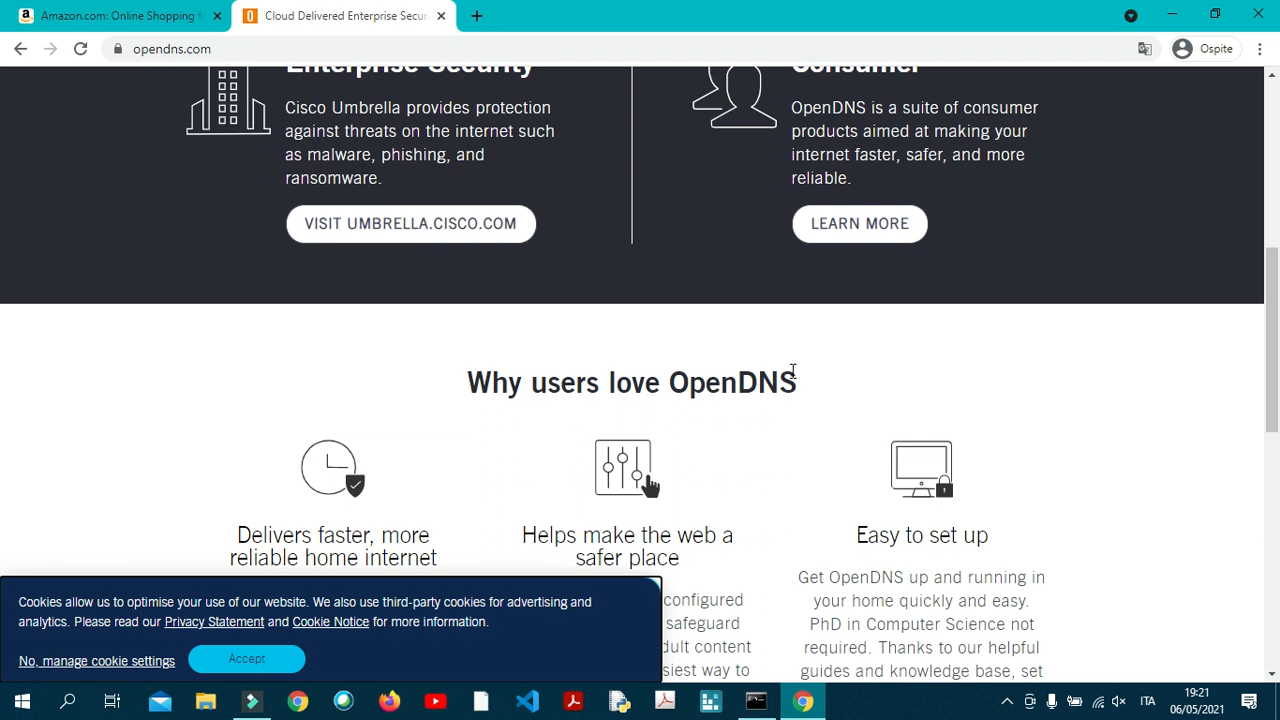 Amazon.com: Online Shopping f
Cloud Delivered Enterprise Secur
opendns.com
Ospite
Enterprise Security
Cisco Umbrella provides protection
against threats on the internet such
as malware, phishing, and
ransomware.
VISIT UMBRELLA.CISCO.COM
Consumer
OpenDNS is a suite of consumer
products aimed at making your
internet faster, safer, and more
reliable.
LEARN MORE
Why users love OpenDNS
Delivers faster, more
reliable home internet
Helps make the web a
safer place
configured
safeguard
dult content
siest way to
Easy to set up
Get OpenDNS up and running in
your home quickly and easy.
PhD in Computer Science not
required. Thanks to our helpful
guides and knowledge base, set
Cookies allow us to optimise your use of our website. We also use third-party cookies for advertising and
analytics. Please read our Privacy Statement and Cookie Notice for more information.
No, manage cookie settings
Accept
ITA
19:21
06/05/2021